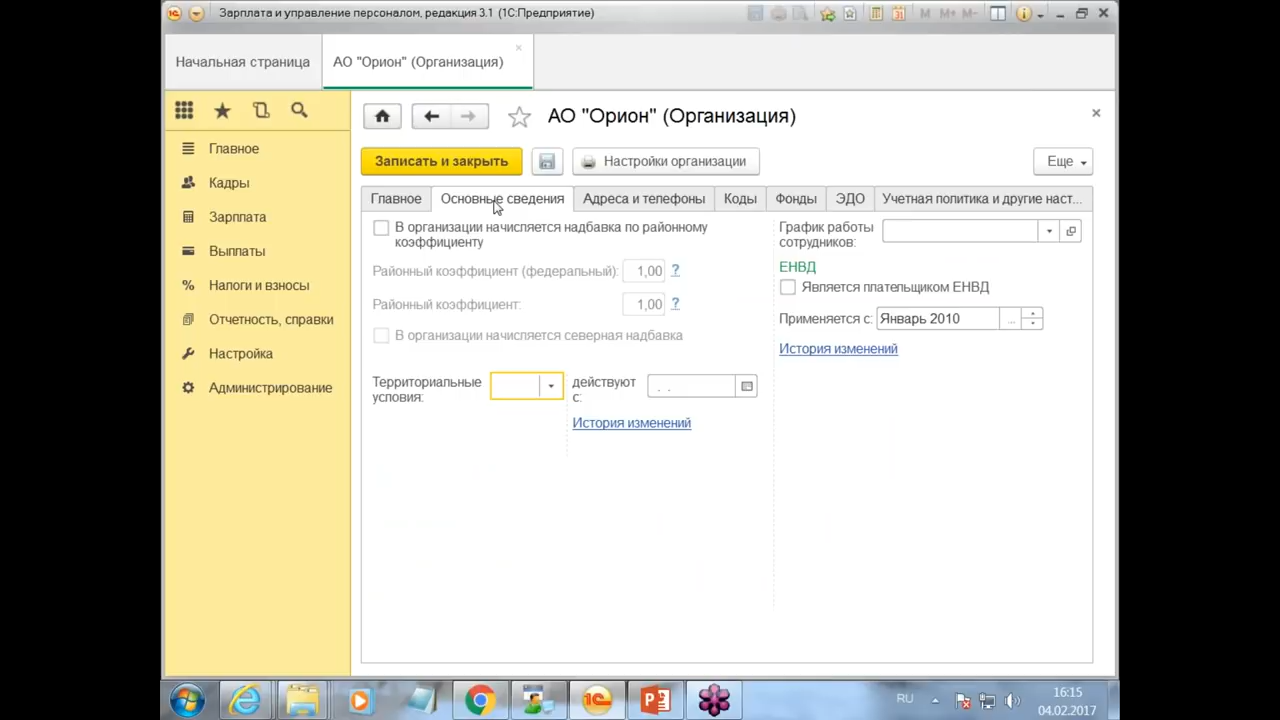 Зарплата и управление персоналом, редакция 3.1 (1С:Предприятие)
M M+ M-
Начальная страница
АО "Орион" (Организация)
АО "Орион" (Организация)
Главное
Кадры
Зарплата
Выплаты
Налоги и взносы
Отчетность, справки
Настройка
Администрирование
Записать и закрыть
Настройки организации
Еще
Главное
Основные сведения
Адреса и телефоны
Коды
Фонды
ЭДО
Учетная политика и другие наст...
В организации начисляется надбавка по районному
коэффициенту
Районный коэффициент (федеральный): 1,00 ?
Районный коэффициент: 1,00 ?
В организации начисляется северная надбавка
Территориальные
условия:
действуют
с:
. .
История изменений
График работы
сотрудников:
ЕНВД
Является плательщиком ЕНВД
Применяется с: Январь 2010 ...
История изменений
RU
16:15
04.02.2017